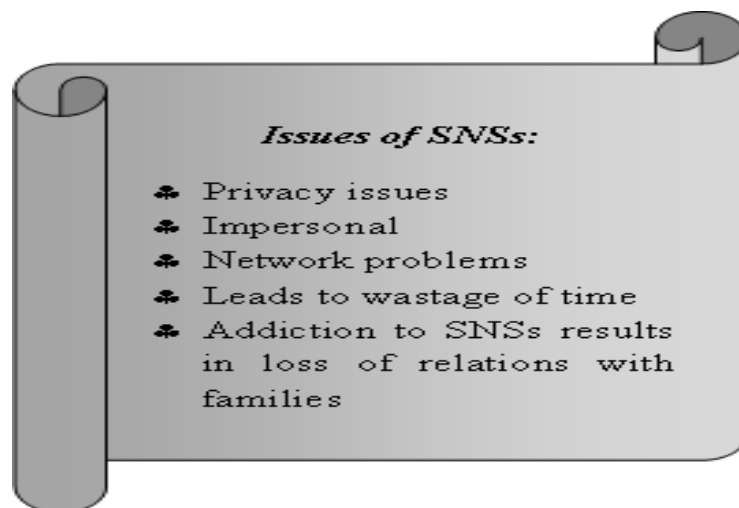 Issues of SNSs:
♣ Privacy issues
♣ Impersonal
♣ Network problems
♣ Leads to wastage of time
♣ Addiction to SNSs results
in loss of relations with
families